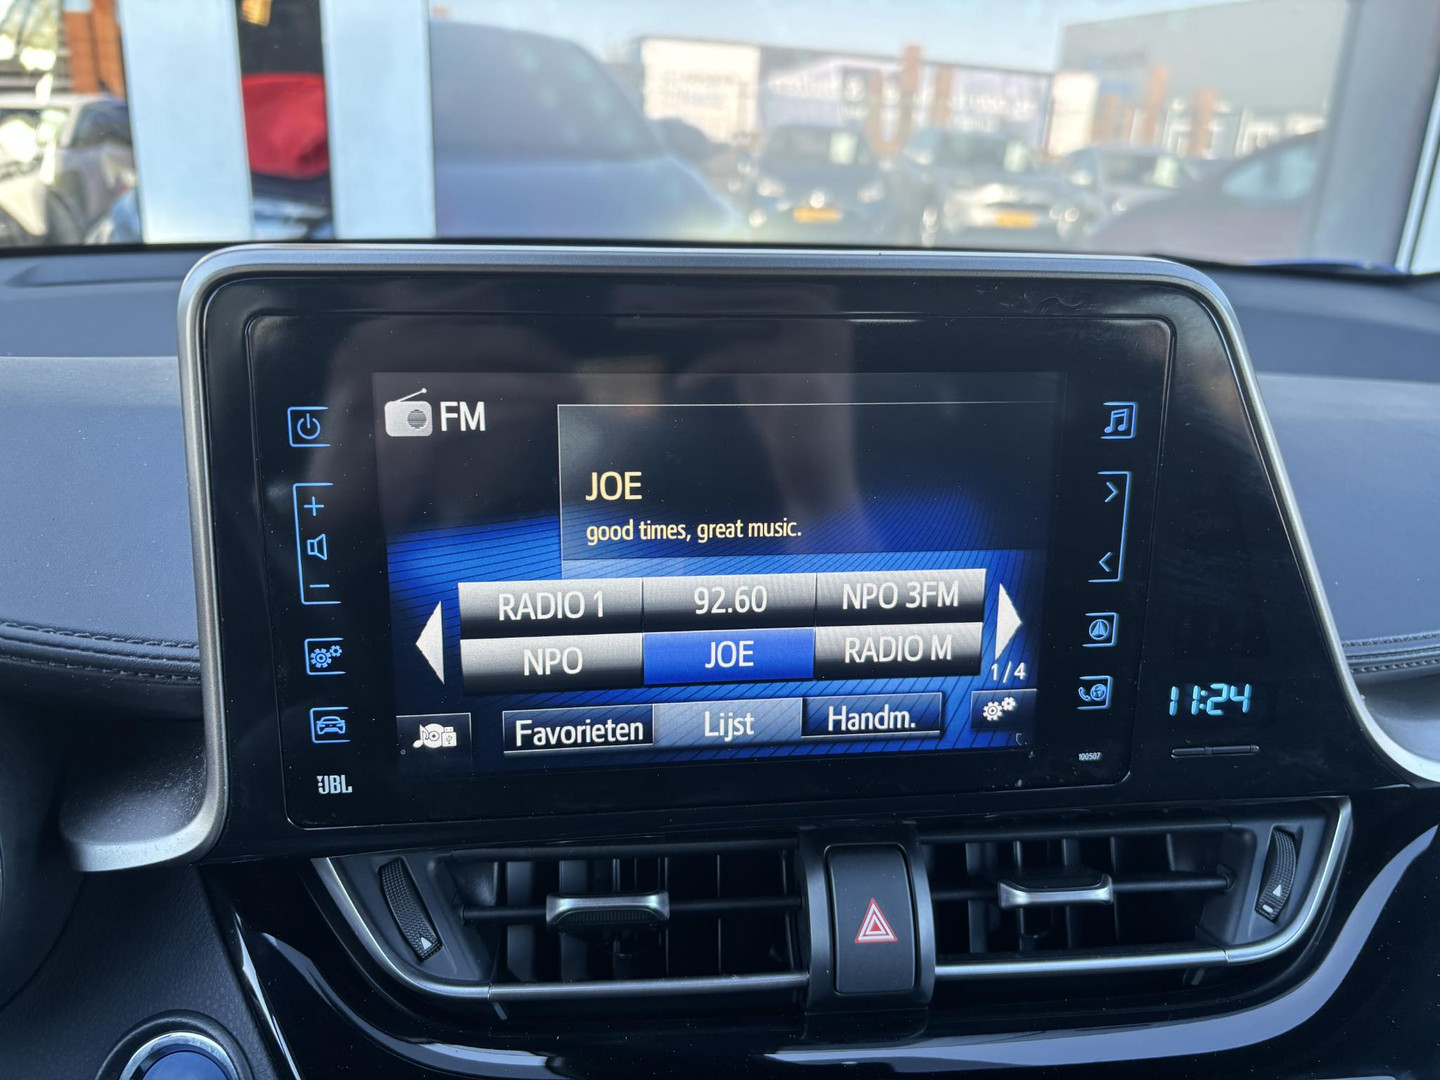 FM
JOE
good times, great music.
RADIO 1 92.60 NPO 3FM
NPO JOE RADIO M
1/4
Favorieten Lijst Handm.
11:24
JBL
100507